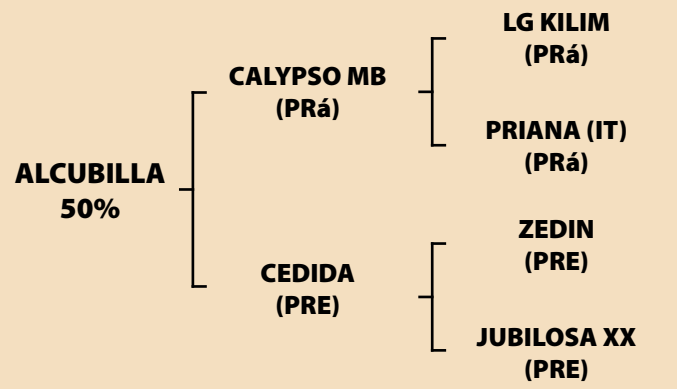 ALCUBILLA
50%
CALYPSO MB
(PRá)
CEDIDA
(PRE)
LG KILIM
(PRá)
PRIANA (IT)
(PRá)
ZEDIN
(PRE)
JUBILOSA XX
(PRE)